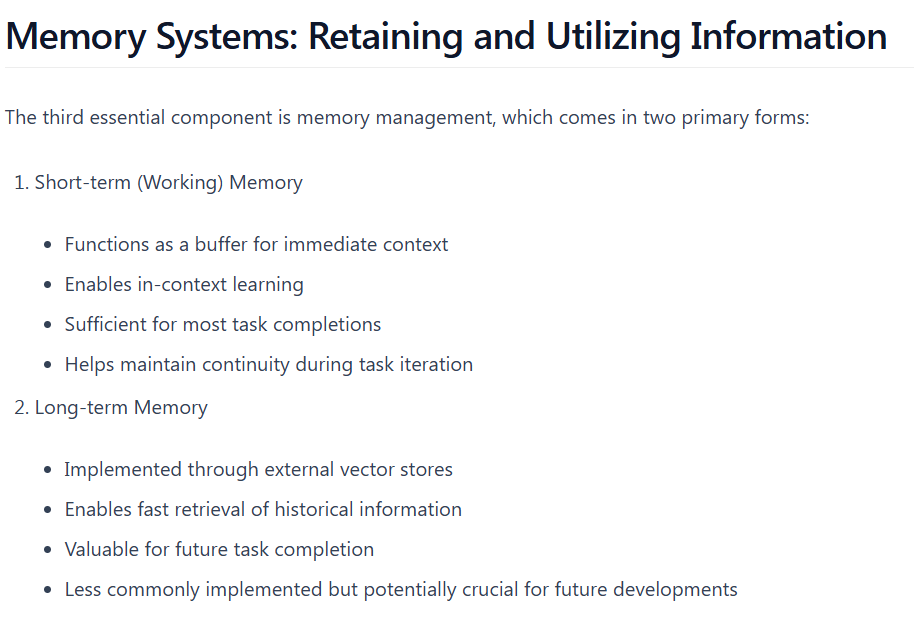 Memory Systems: Retaining and Utilizing Information
The third essential component is memory management, which comes in two primary forms:
1. Short-term (Working) Memory
• Functions as a buffer for immediate context
• Enables in-context learning
• Sufficient for most task completions
• Helps maintain continuity during task iteration
2. Long-term Memory
• Implemented through external vector stores
• Enables fast retrieval of historical information
• Valuable for future task completion
• Less commonly implemented but potentially crucial for future developments